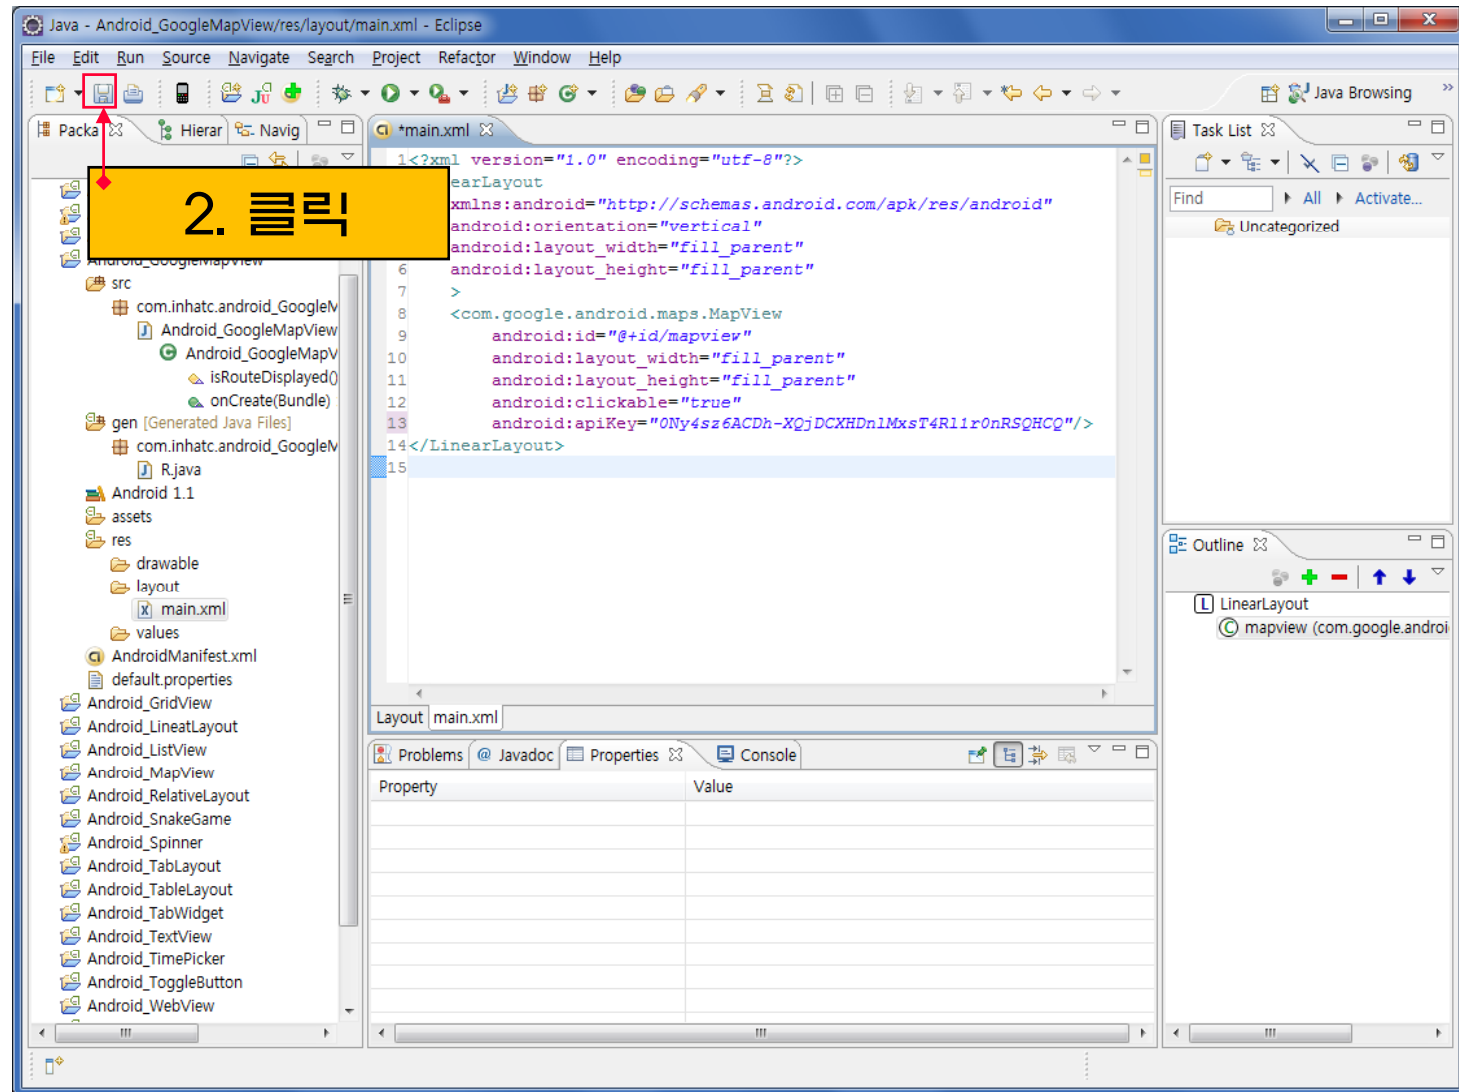 Java - Android_GoogleMapView/res/layout/main.xml - Eclipse
File Edit Run Source Navigate Search Project Refactor Window Help
Java Browsing
Packa
Hierar
Navig
2. 클릭
Android_GoogleMapView
src
com.inhatc.android_GoogleM
Android_GoogleMapView
Android_GoogleMapV
isRouteDisplayed()
onCreate(Bundle)
gen [Generated Java Files]
com.inhatc.android_GoogleM
R.java
Android 1.1
assets
res
drawable
layout
main.xml
values
AndroidManifest.xml
default.properties
Android_GridView
Android_LineatLayout
Android_ListView
Android_MapView
Android_RelativeLayout
Android_SnakeGame
Android_Spinner
Android_TabLayout
Android_TableLayout
Android_TabWidget
Android_TextView
Android_TimePicker
Android_ToggleButton
Android_WebView
*main.xml
1<?xml version="1.0" encoding="utf-8"?>
earLayout
xmlns:android="http://schemas.android.com/apk/res/android"
android:orientation="vertical"
android:layout_width="fill_parent"
6 android:layout_height="fill_parent"
7 >
8 <com.google.android.maps.MapView
9 android:id="@+id/mapview"
10 android:layout_width="fill_parent"
11 android:layout_height="fill_parent"
12 android:clickable="true"
13 android:apiKey="0Ny4sz6ACDh-XQjDCXHDnlMxsT4Rl1r0nRSQHCQ"/>
14</LinearLayout>
15
Layout main.xml
Problems @ Javadoc Properties Console
Property Value
Task List
Find All Activate...
Uncategorized
Outline
LinearLayout
mapview (com.google.androi